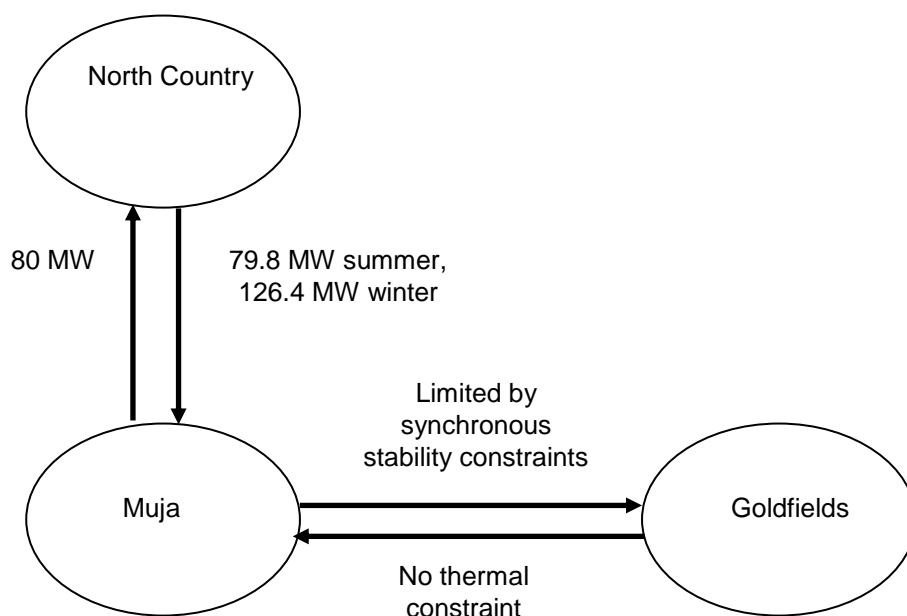 North Country
80 MW
79.8 MW summer,
126.4 MW winter
Limited by
synchronous
stability constraints
Muja
Goldfields
No thermal
constraint